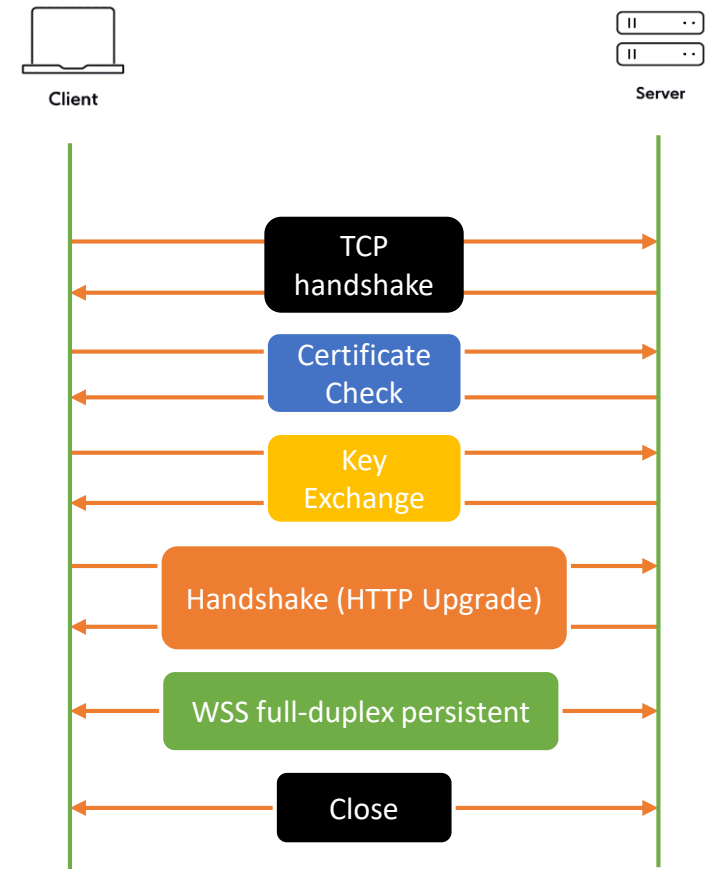 Client
Server
TCP
handshake
Certificate
Check
Key
Exchange
Handshake (HTTP Upgrade)
WSS full-duplex persistent
Close